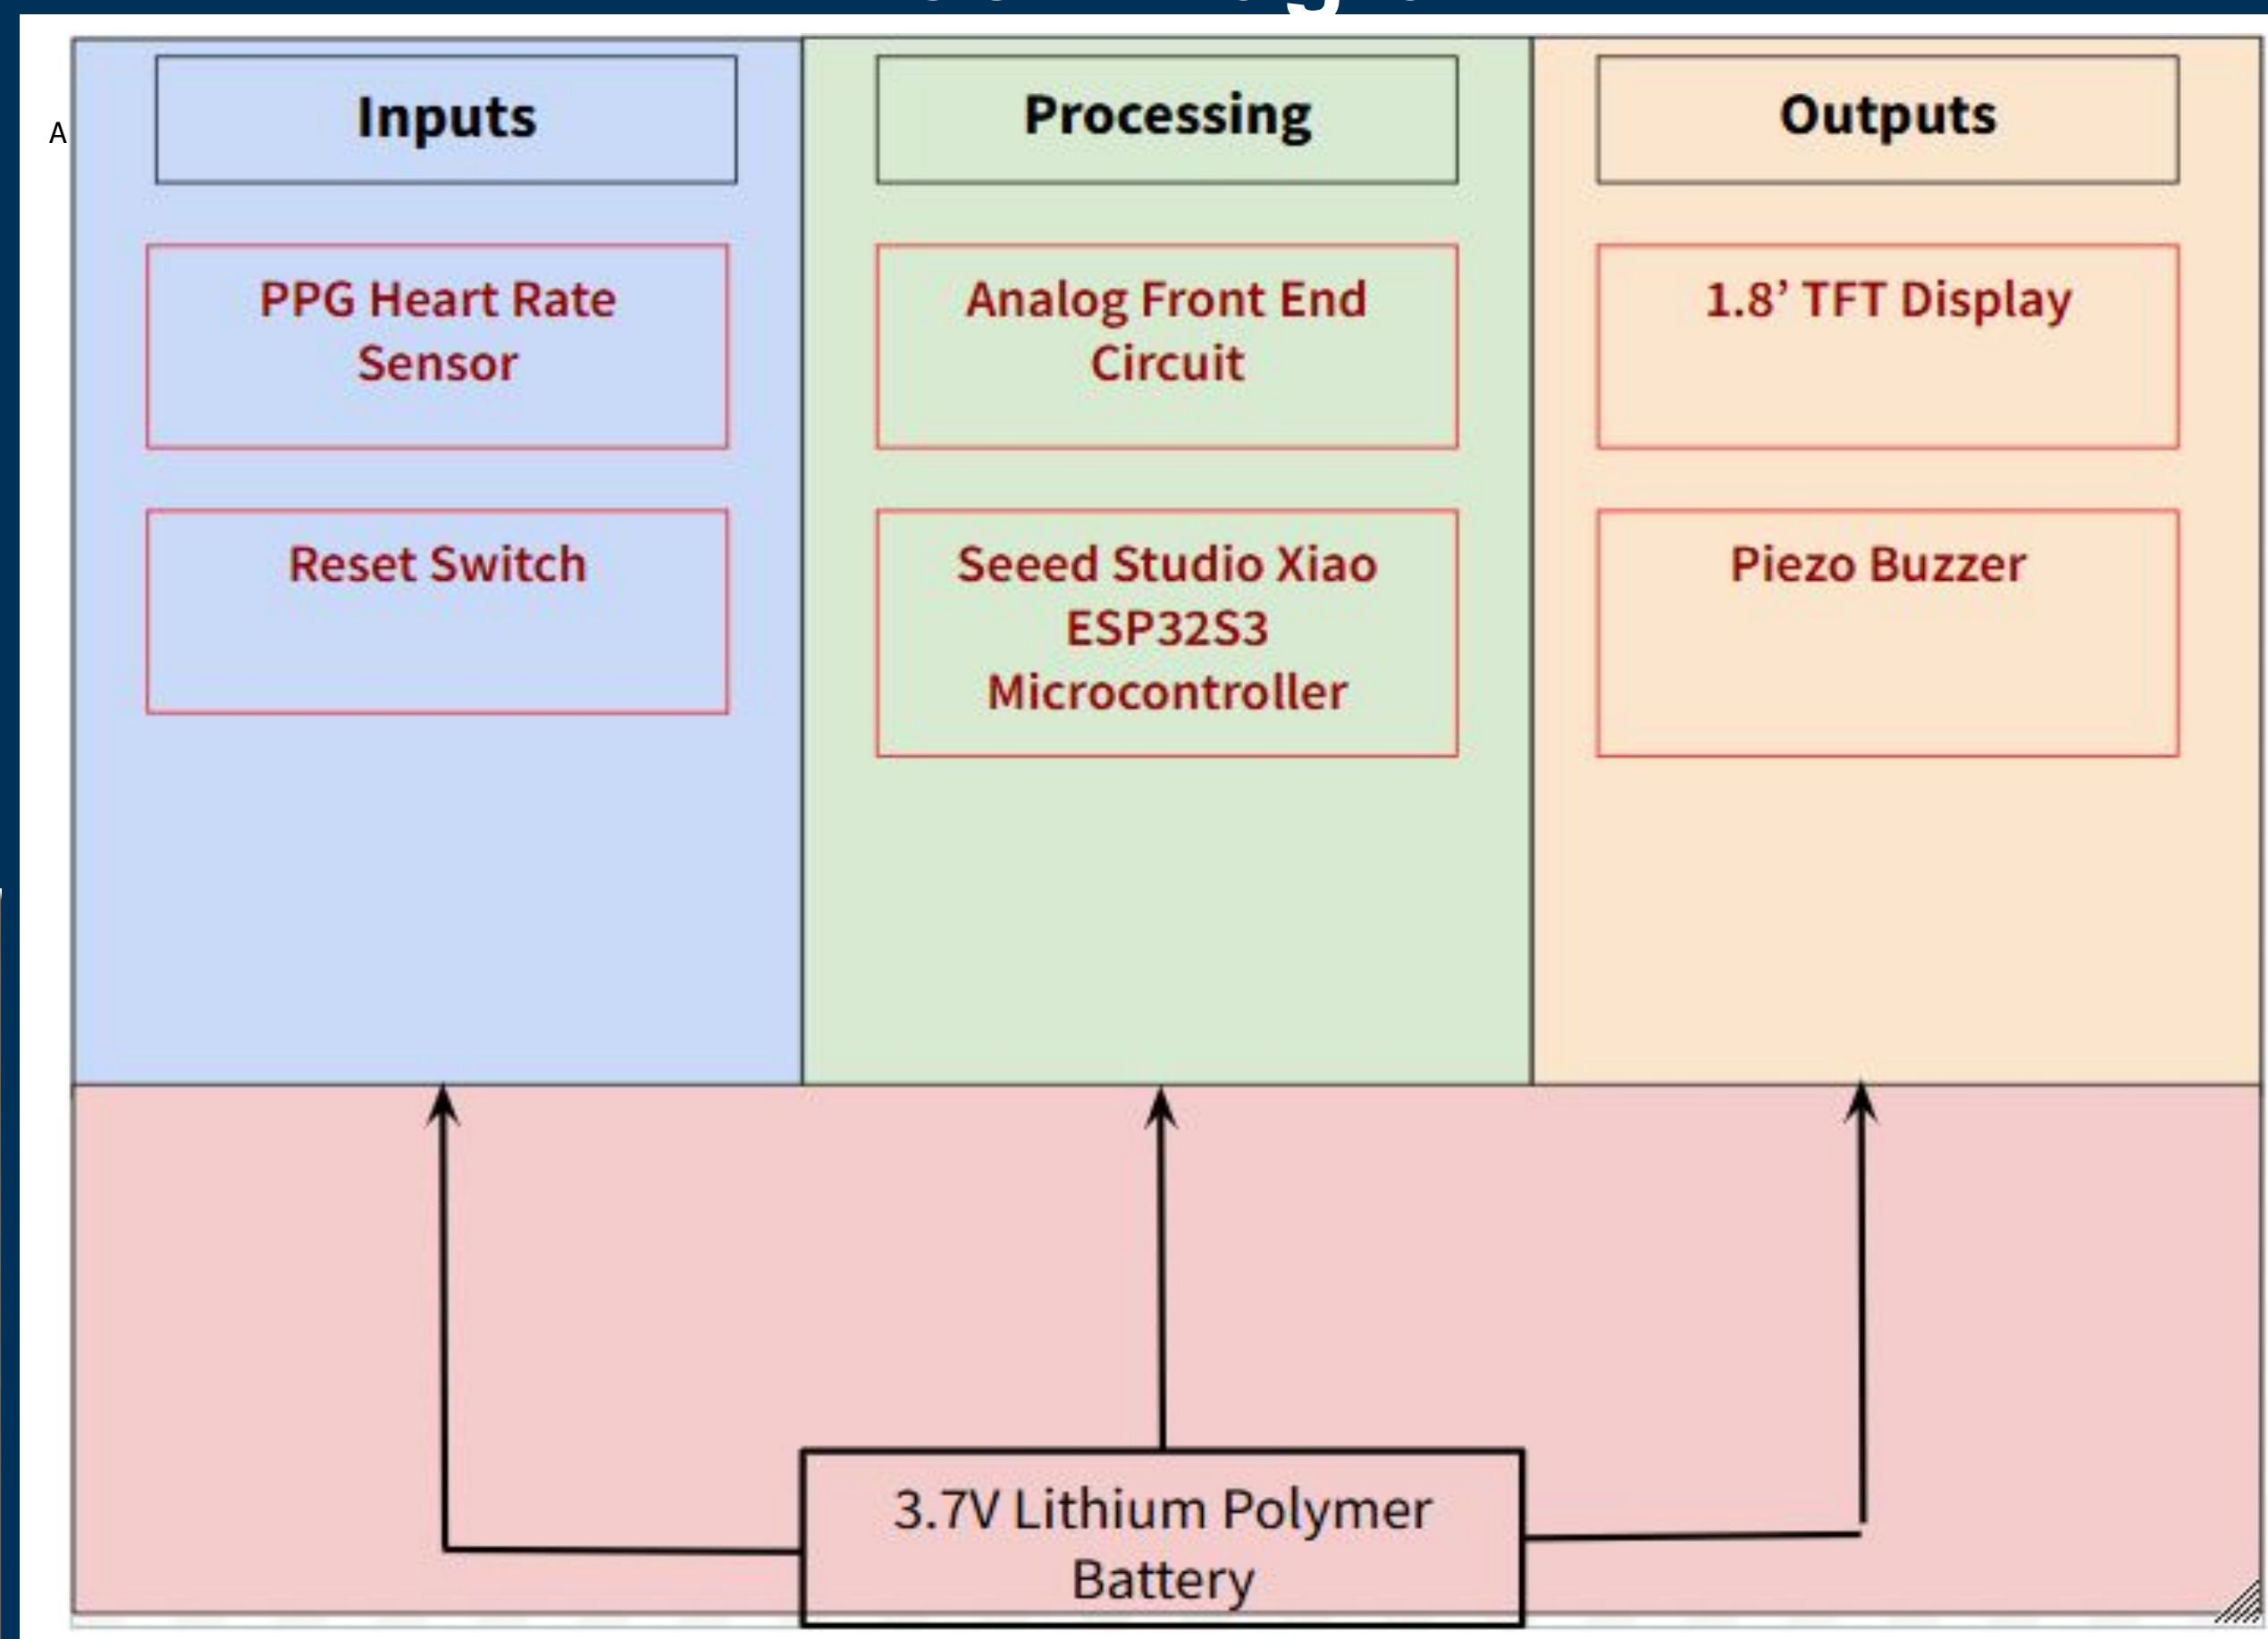 A
Inputs
PPG Heart Rate
Sensor
Reset Switch
Processing
Analog Front End
Circuit
Seeed Studio Xiao
ESP32S3
Microcontroller
Outputs
1.8’ TFT Display
Piezo Buzzer
3.7V Lithium Polymer
Battery